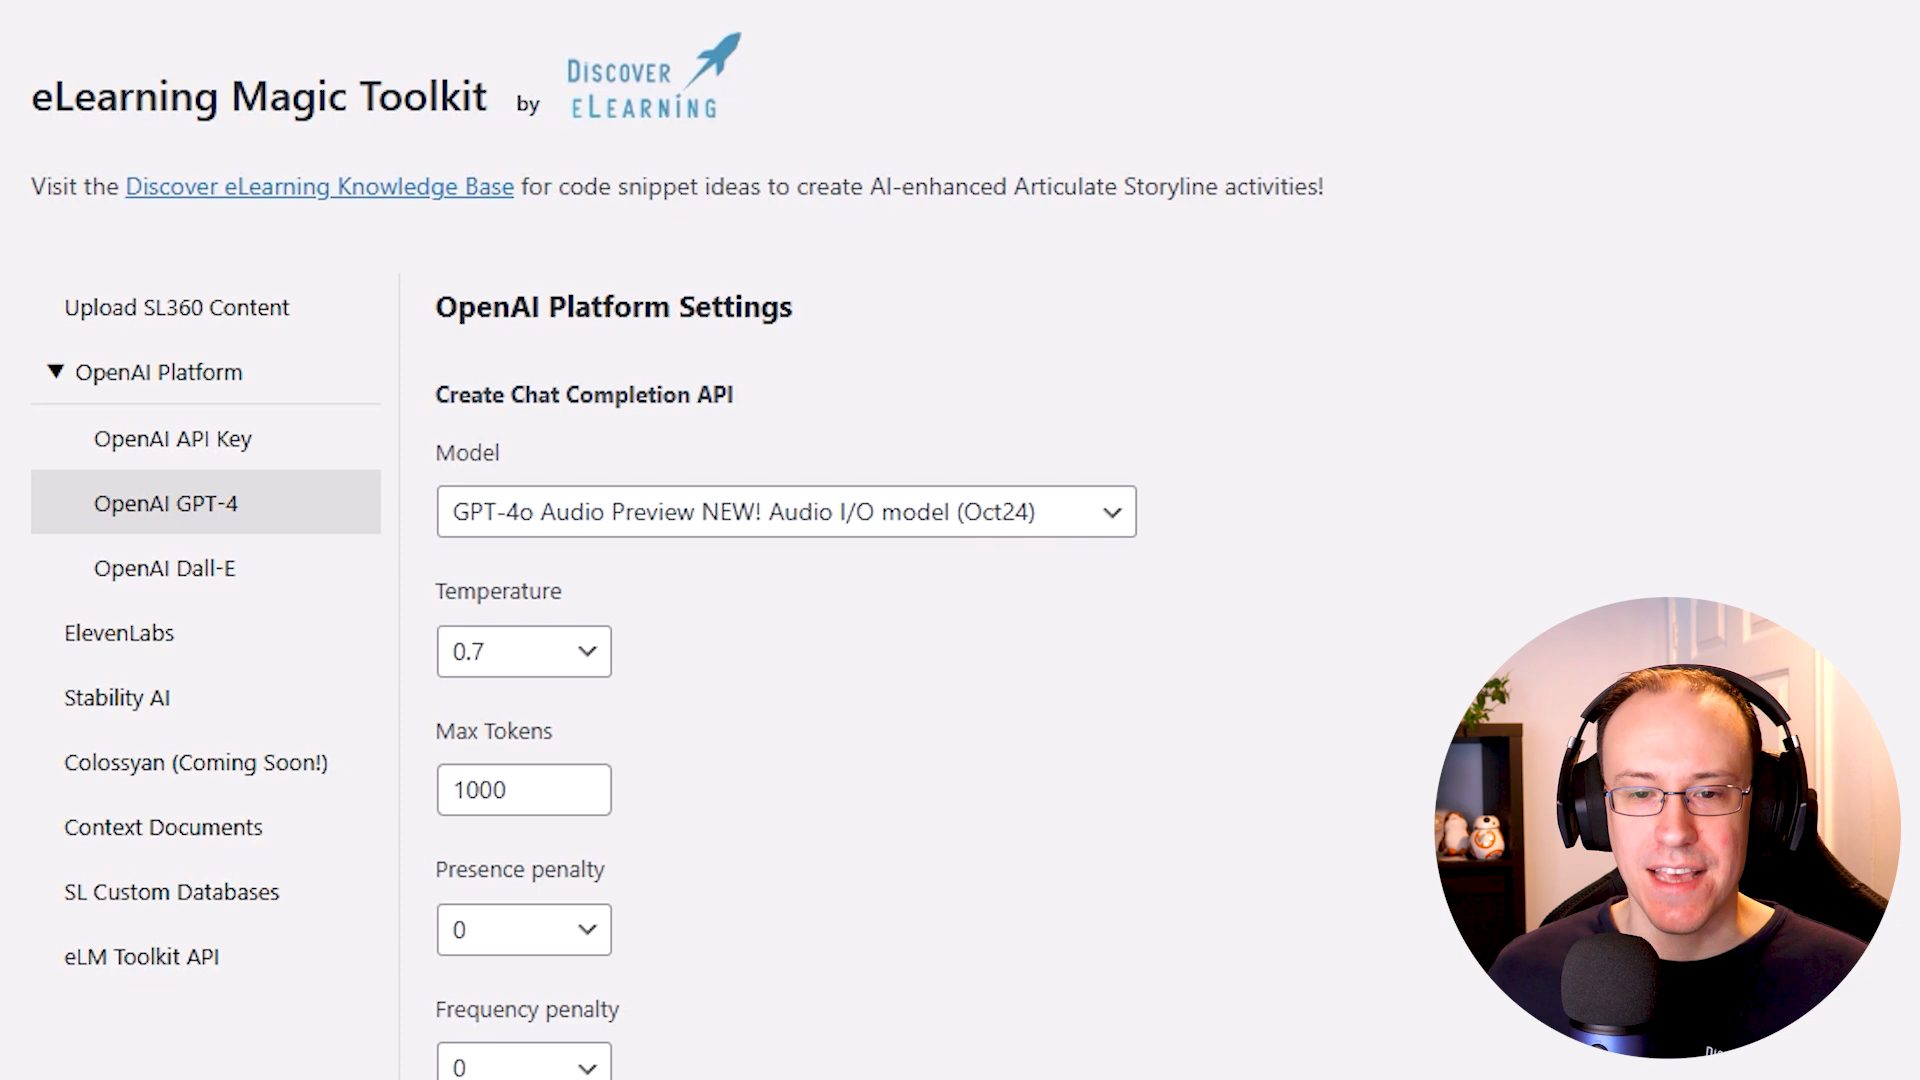 eLearning Magic Toolkit by
DISCOVER
eLEARNING
Visit the Discover eLearning Knowledge Base for code snippet ideas to create AI-enhanced Articulate Storyline activities!
Upload SL360 Content
▼ OpenAI Platform
OpenAI API Key
OpenAI GPT-4
OpenAI Dall-E
ElevenLabs
Stability AI
Colossyan (Coming Soon!)
Context Documents
SL Custom Databases
eLM Toolkit API
OpenAI Platform Settings
Create Chat Completion API
Model
GPT-4o Audio Preview NEW! Audio I/O model (Oct24)
Temperature
0.7
Max Tokens
1000
Presence penalty
0
Frequency penalty
0